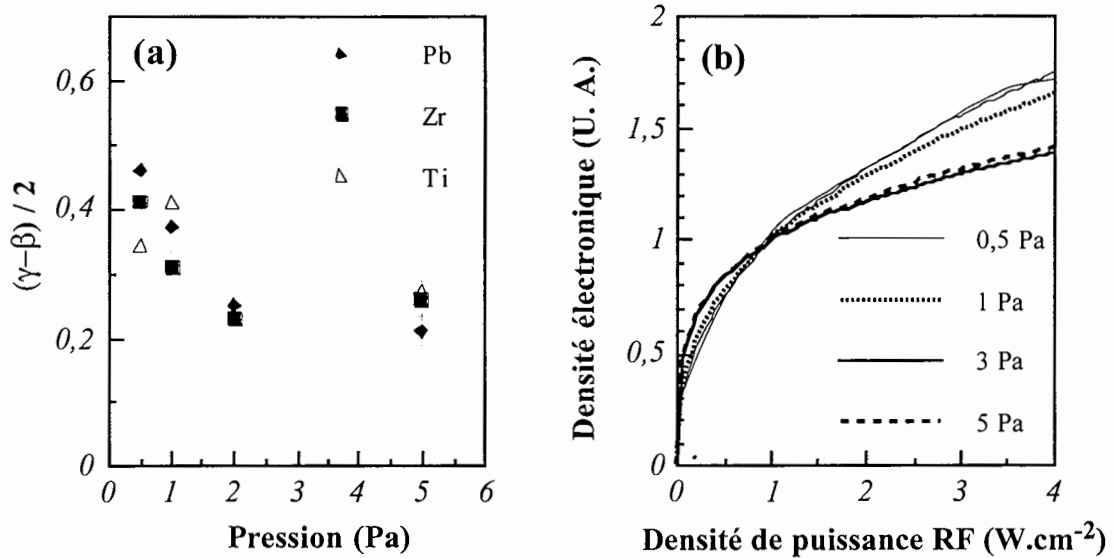 (a)
Pb
Zr
Ti
0,6
0,4
0,2
0
(γ−β) / 2
0 1 2 3 4 5 6
Pression (Pa)
(b)
2
1,5
1
0,5
0
Densité électronique (U. A.)
0,5 Pa
1 Pa
3 Pa
5 Pa
0 1 2 3 4
Densité de puissance RF (W.cm-2)